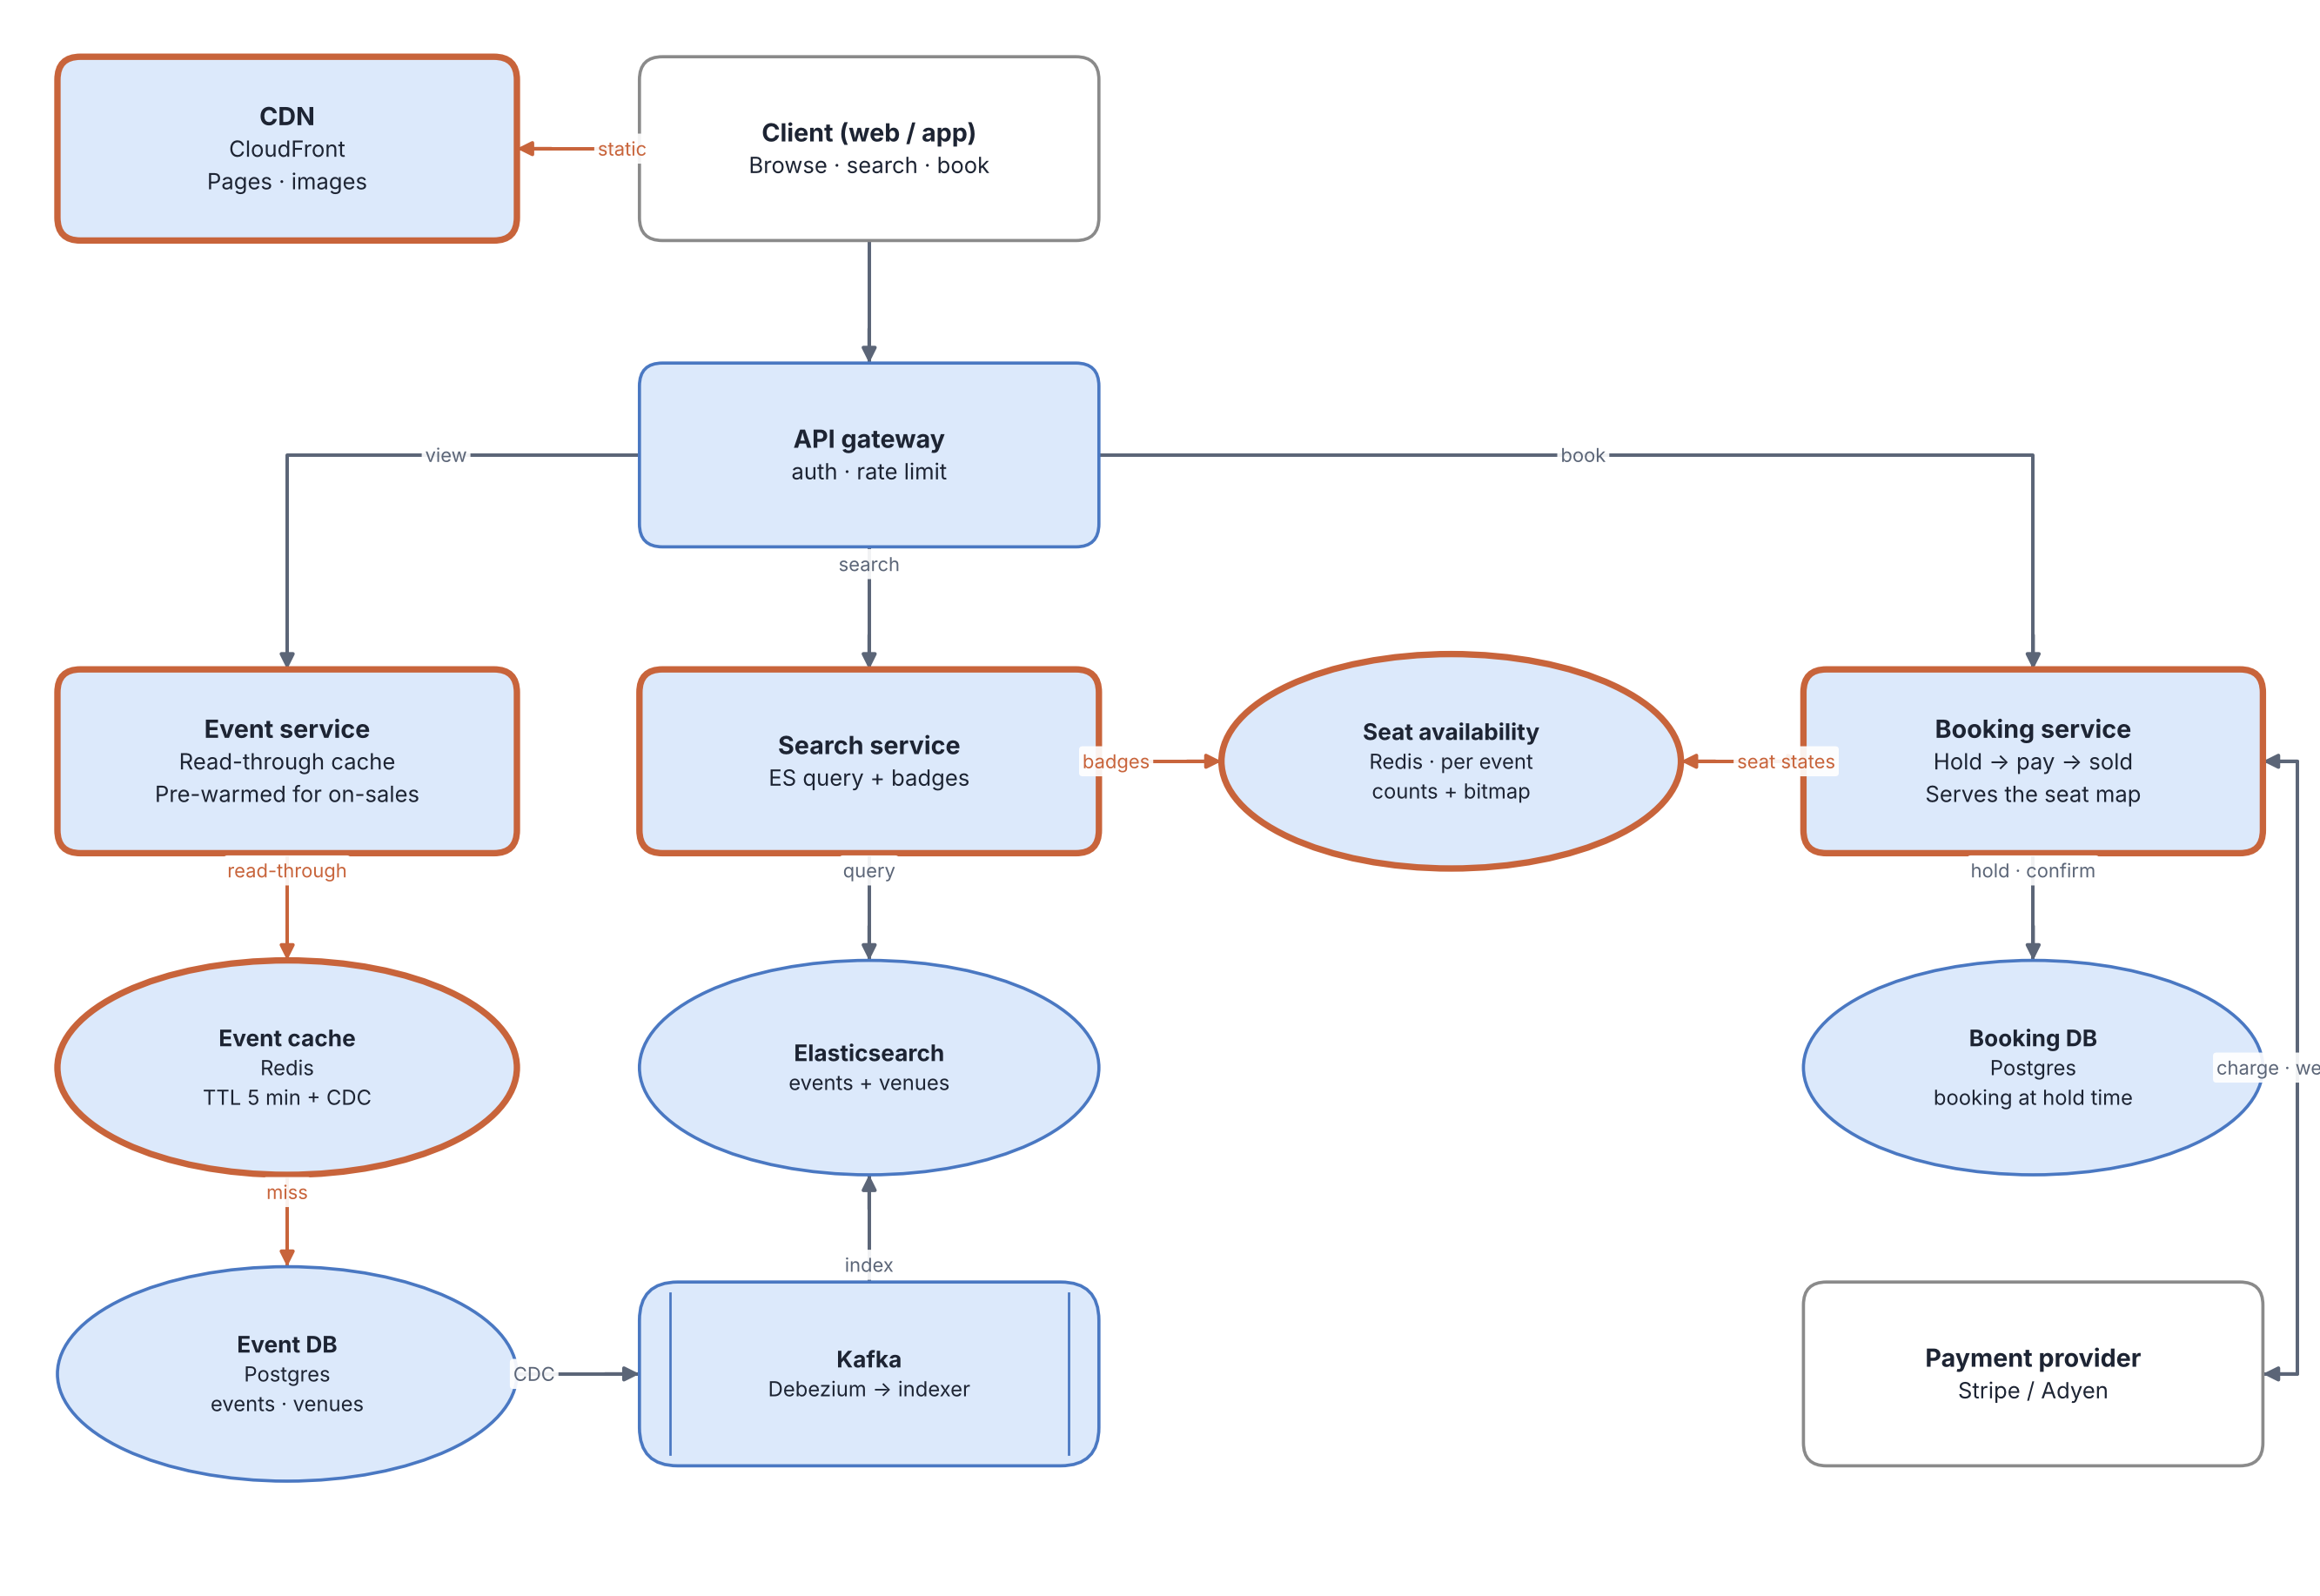 CDN
CloudFront
Pages · images
static
Client (web / app)
Browse · search · book
API gateway
auth · rate limit
view
book
search
Event service
Read-through cache
Pre-warmed for on-sales
Search service
ES query + badges
badges
Seat availability
Redis · per event
counts + bitmap
seat states
Booking service
Hold → pay → sold
Serves the seat map
read-through
query
hold · confirm
Event cache
Redis
TTL 5 min + CDC
Elasticsearch
events + venues
Booking DB
Postgres
booking at hold time
charge ·
miss
index
Event DB
Postgres
events · venues
CDC
Kafka
Debezium → indexer
Payment provider
Stripe / Adyen